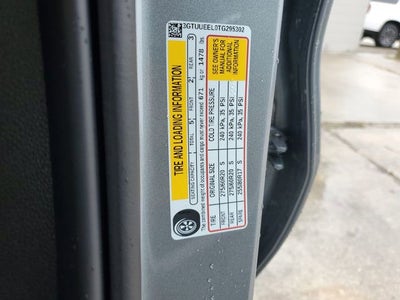 3GTUUEEL0TG295302
TIRE AND LOADING INFORMATION
SEATING CAPACITY TOTAL 5 FRONT 2 REAR 3
The combined weight of occupants and cargo must never exceed 671 kg or 1478 lbs.
TIRE ORIGINAL SIZE COLD TIRE PRESSURE
FRONT 275/60R20 S 240 kPa, 35 PSI
REAR 275/60R20 S 240 kPa, 35 PSI
SPARE 255/80R17 S 240 kPa, 35 PSI
SEE OWNER'S
MANUAL FOR
ADDITIONAL
INFORMATION